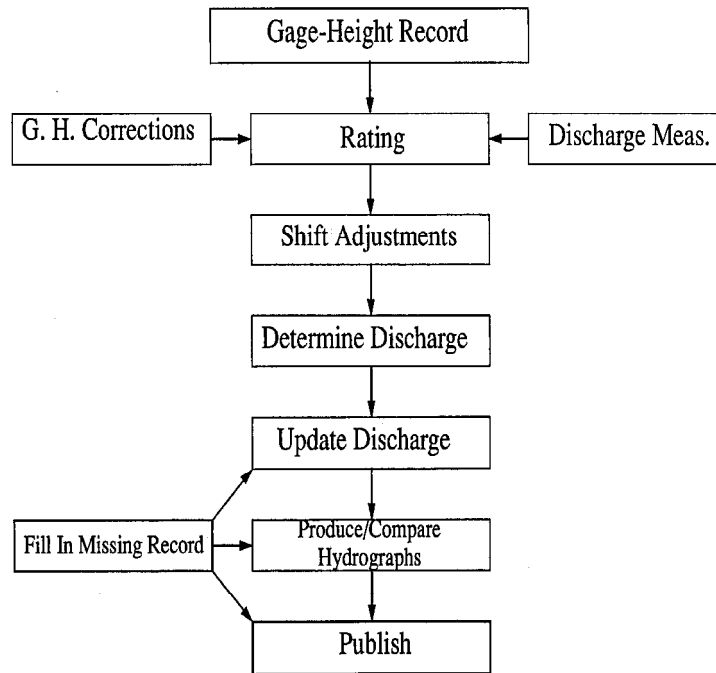 Gage-Height Record
G. H. Corrections
Rating
Discharge Meas.
Shift Adjustments
Determine Discharge
Update Discharge
Fill In Missing Record
Produce/Compare
Hydrographs
Publish